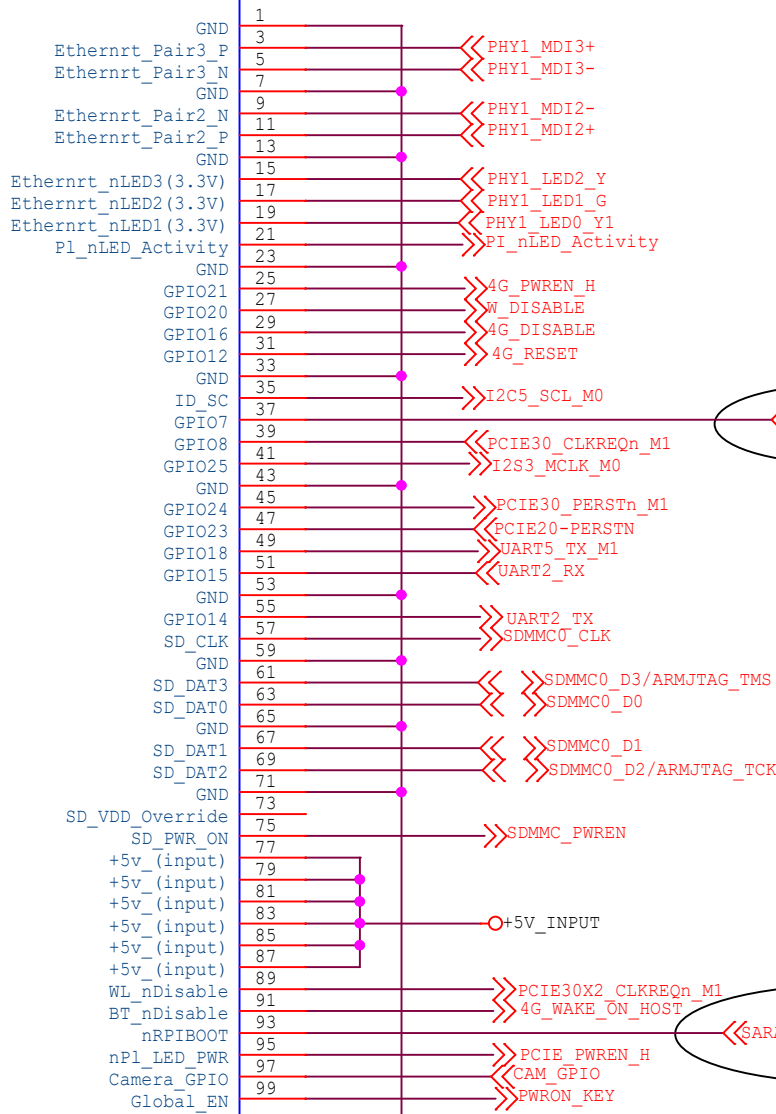 GND 1
Ethernrt_Pair3_P 3 PHY1_MDI3+
Ethernrt_Pair3_N 5 PHY1_MDI3-
GND 7
Ethernrt_Pair2_N 9 PHY1_MDI2-
Ethernrt_Pair2_P 11 PHY1_MDI2+
GND 13
Ethernrt_nLED3(3.3V) 15 PHY1_LED2_Y
Ethernrt_nLED2(3.3V) 17 PHY1_LED1_G
Ethernrt_nLED1(3.3V) 19 PHY1_LED0_Y1
Pl_nLED_Activity 21 PI_nLED_Activity
GND 23
GPIO21 25 4G_PWREN_H
GPIO20 27 W_DISABLE
GPIO16 29 4G_DISABLE
GPIO12 31 4G_RESET
GND 33
ID_SC 35 I2C5_SCL_M0
GPIO7 37
GPIO8 39 PCIE30_CLKREQn_M1
GPIO25 41 I2S3_MCLK_M0
GND 43
GPIO24 45 PCIE30_PERSTn_M1
GPIO23 47 PCIE20-PERSTN
GPIO18 49 UART5_TX_M1
GPIO15 51 UART2_RX
GND 53
GPIO14 55 UART2_TX
SD_CLK 57 SDMMC0_CLK
GND 59
SD_DAT3 61 SDMMC0_D3/ARMJTAG_TMS
SD_DAT0 63 SDMMC0_D0
GND 65
SD_DAT1 67 SDMMC0_D1
SD_DAT2 69 SDMMC0_D2/ARMJTAG_TCK
GND 71
SD_VDD_Override 73
SD_PWR_ON 75 SDMMC_PWREN
+5v_(input) 77
+5v_(input) 79
+5v_(input) 81
+5v_(input) 83 +5V_INPUT
+5v_(input) 85
+5v_(input) 87
WL_nDisable 89 PCIE30X2_CLKREQn_M1
BT_nDisable 91 4G_WAKE_ON_HOST
nRPIBOOT 93
nPl_LED_PWR 95 PCIE_PWREN_H
Camera_GPIO 97 CAM_GPIO
Global_EN 99 PWRON_KEY